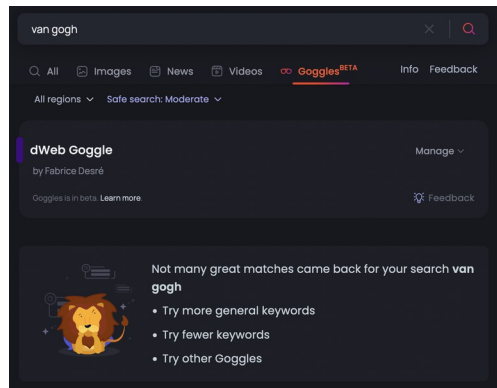 van gogh
All Images News Videos Goggles BETA Info Feedback
All regions Safe search: Moderate
dWeb Goggle Manage
by Fabrice Desré
Goggles is in beta. Learn more. Feedback
Not many great matches came back for your search van
gogh
• Try more general keywords
• Try fewer keywords
• Try other Goggles